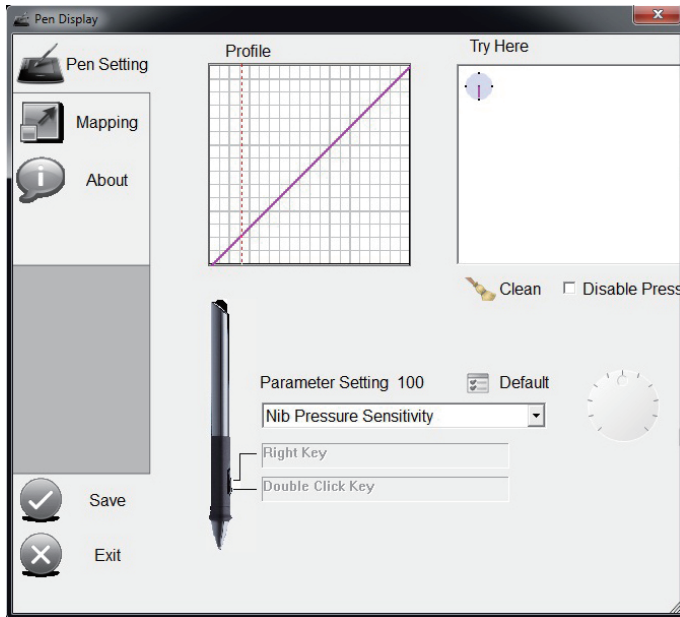 Pen Display
Pen Setting
Mapping
About
Save
Exit
Profile
Try Here
Clean
Disable Press
Parameter Setting 100
Default
Nib Pressure Sensitivity
Right Key
Double Click Key